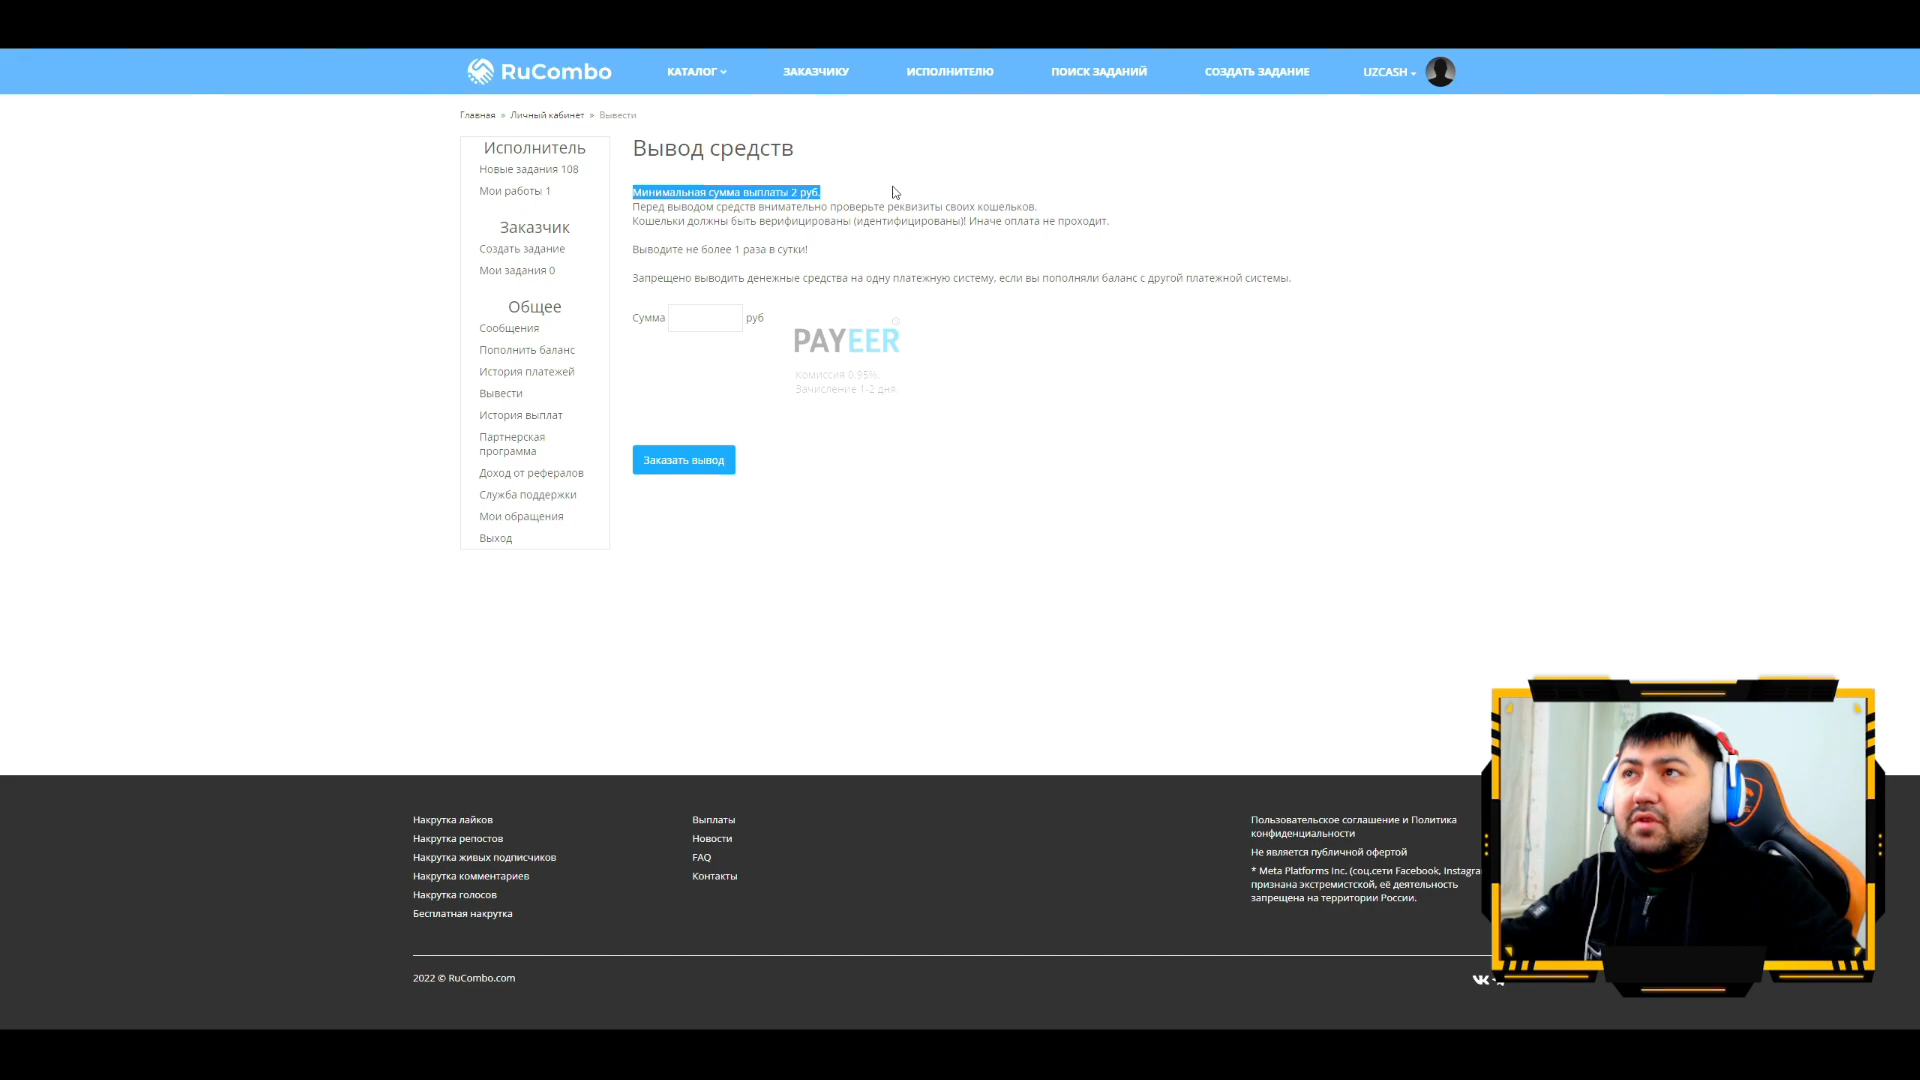 RuCombo
КАТАЛОГ
ЗАКАЗЧИКУ
ИСПОЛНИТЕЛЮ
ПОИСК ЗАДАНИЙ
СОЗДАТЬ ЗАДАНИЕ
UZCASH
Главная » Личный кабинет » Вывести
Исполнитель
Новые задания 108
Мои работы 1
Заказчик
Создать задание
Мои задания 0
Общее
Сообщения
Пополнить баланс
История платежей
Вывести
История выплат
Партнерская
программа
Доход от рефералов
Служба поддержки
Мои обращения
Выход
Вывод средств
Минимальная сумма выплаты 2 руб.
Перед выводом средств внимательно проверьте реквизиты своих кошельков.
Кошельки должны быть верифицированы (идентифицированы)! Иначе оплата не проходит.
Выводите не более 1 раза в сутки!
Запрещено выводить денежные средства на одну платежную систему, если вы пополняли баланс с другой платежной системы.
Сумма руб
PAYEER
Комиссия 0.95%.
Зачисление 1-2 дня.
Заказать вывод
Накрутка лайков
Накрутка репостов
Накрутка живых подписчиков
Накрутка комментариев
Накрутка голосов
Бесплатная накрутка
Выплаты
Новости
FAQ
Контакты
Пользовательское соглашение и Политика
конфиденциальности
Не является публичной офертой
* Meta Platforms Inc. (соц.сети Facebook, Instagra
признана экстремистской, её деятельность
запрещена на территории России.
2022 © RuCombo.com